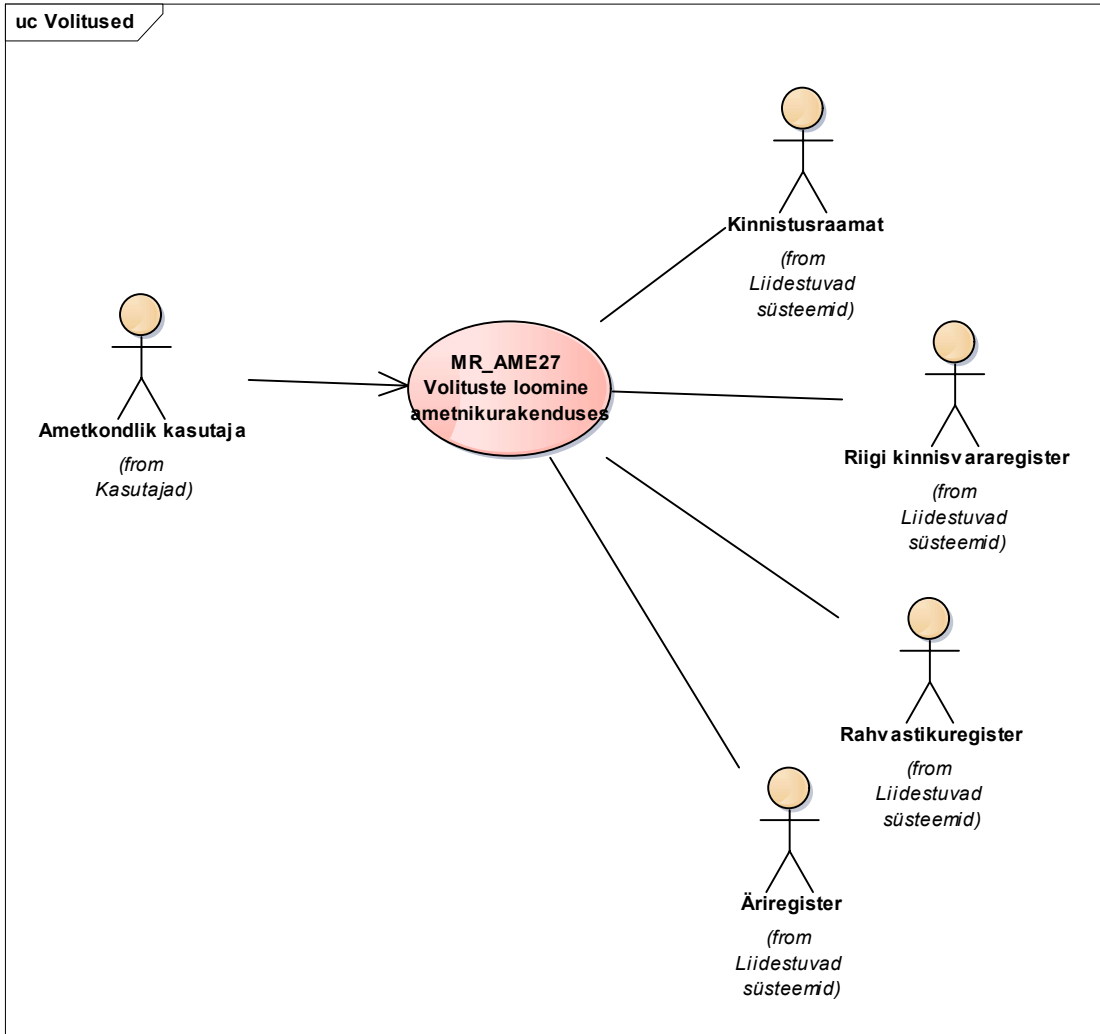 uc Volitused
Kinnistusraamat
(from
Liidestuvad
süsteemid)
Ametkondlik kasutaja
(from
Kasutajad)
MR_AME27
Volituste loomine
ametnikurakenduses
Riigi kinnisvararegister
(from
Liidestuvad
süsteemid)
Rahvastikuregister
(from
Liidestuvad
süsteemid)
Äriregister
(from
Liidestuvad
süsteemid)